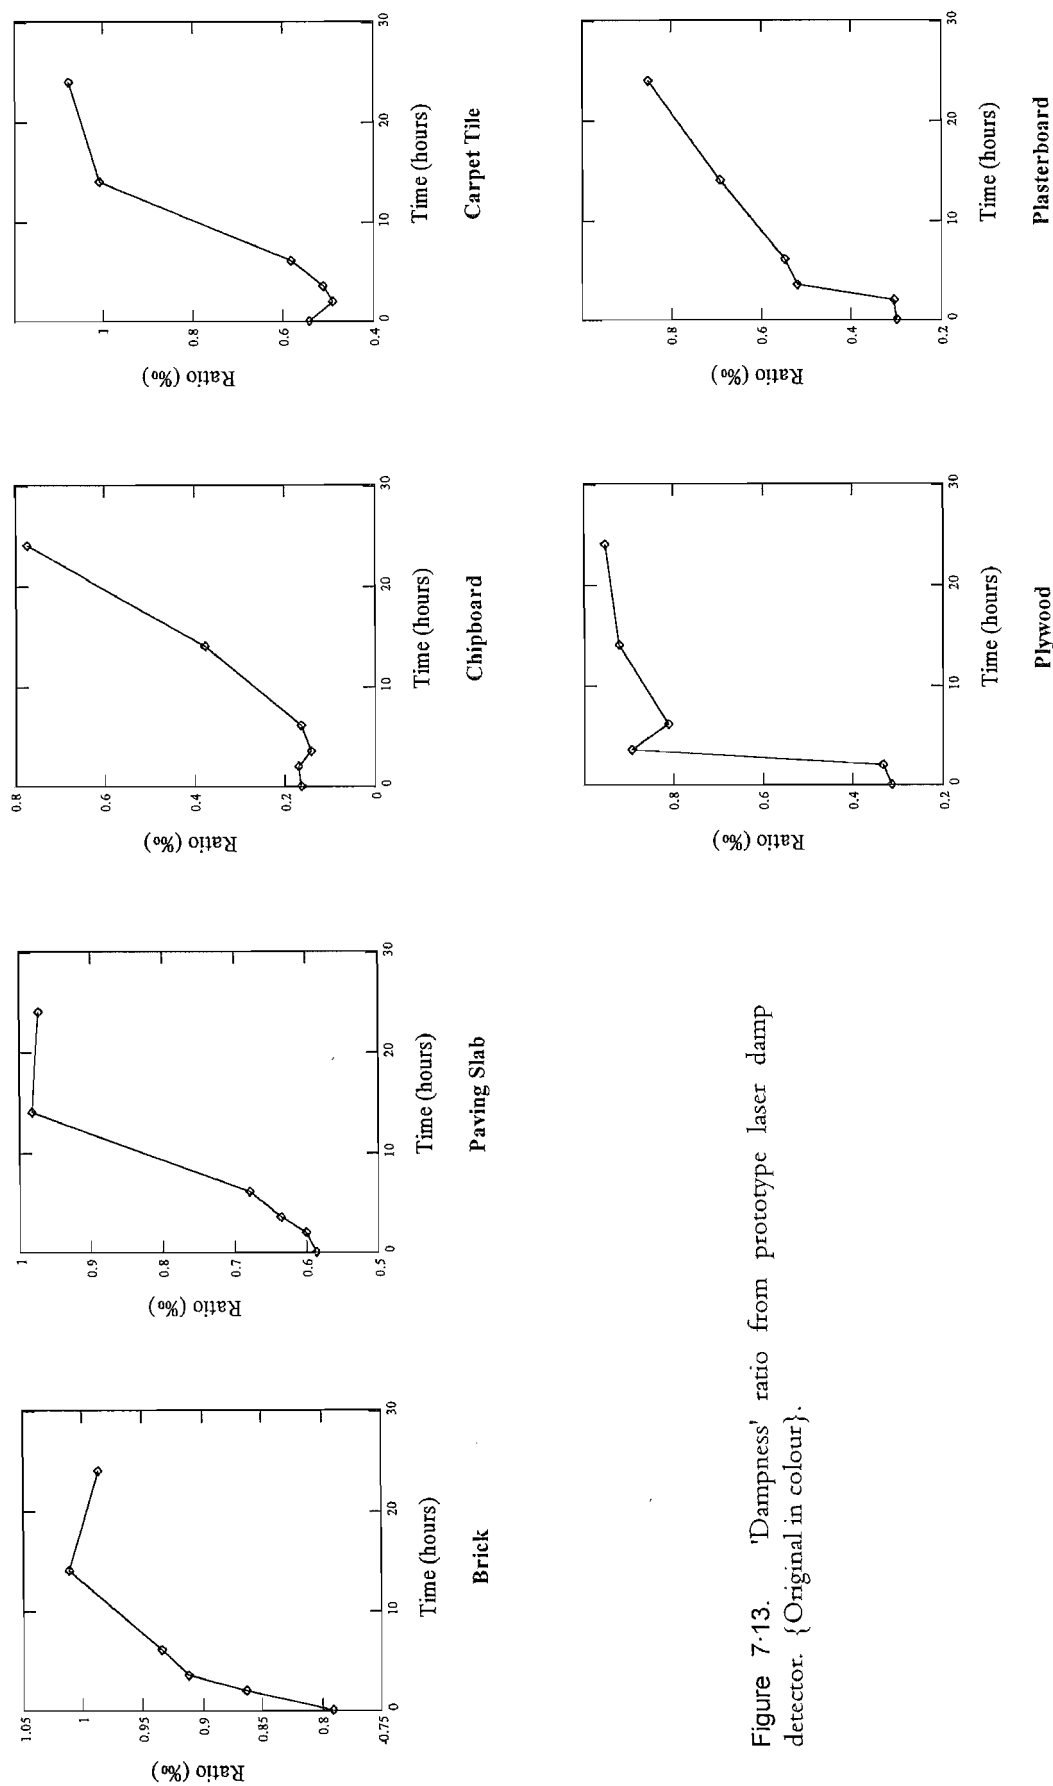 Ratio (‰)
1.05
1
0.95
0.9
0.85
0.8
0.75
0
10
20
30
Time (hours)
Brick
Ratio (‰)
1
0.9
0.8
0.7
0.6
0.5
0
10
20
30
Time (hours)
Paving Slab
Ratio (‰)
0.8
0.6
0.4
0.2
0
0
10
20
30
Time (hours)
Chipboard
Ratio (‰)
1
0.8
0.6
0.4
0
10
20
30
Time (hours)
Carpet Tile
Ratio (‰)
0.8
0.6
0.4
0.2
0
10
20
30
Time (hours)
Plywood
Ratio (‰)
0.8
0.6
0.4
0.2
0
10
20
30
Time (hours)
Plasterboard
Figure 7·13. 'Dampness' ratio from prototype laser damp
detector. {Original in colour}.